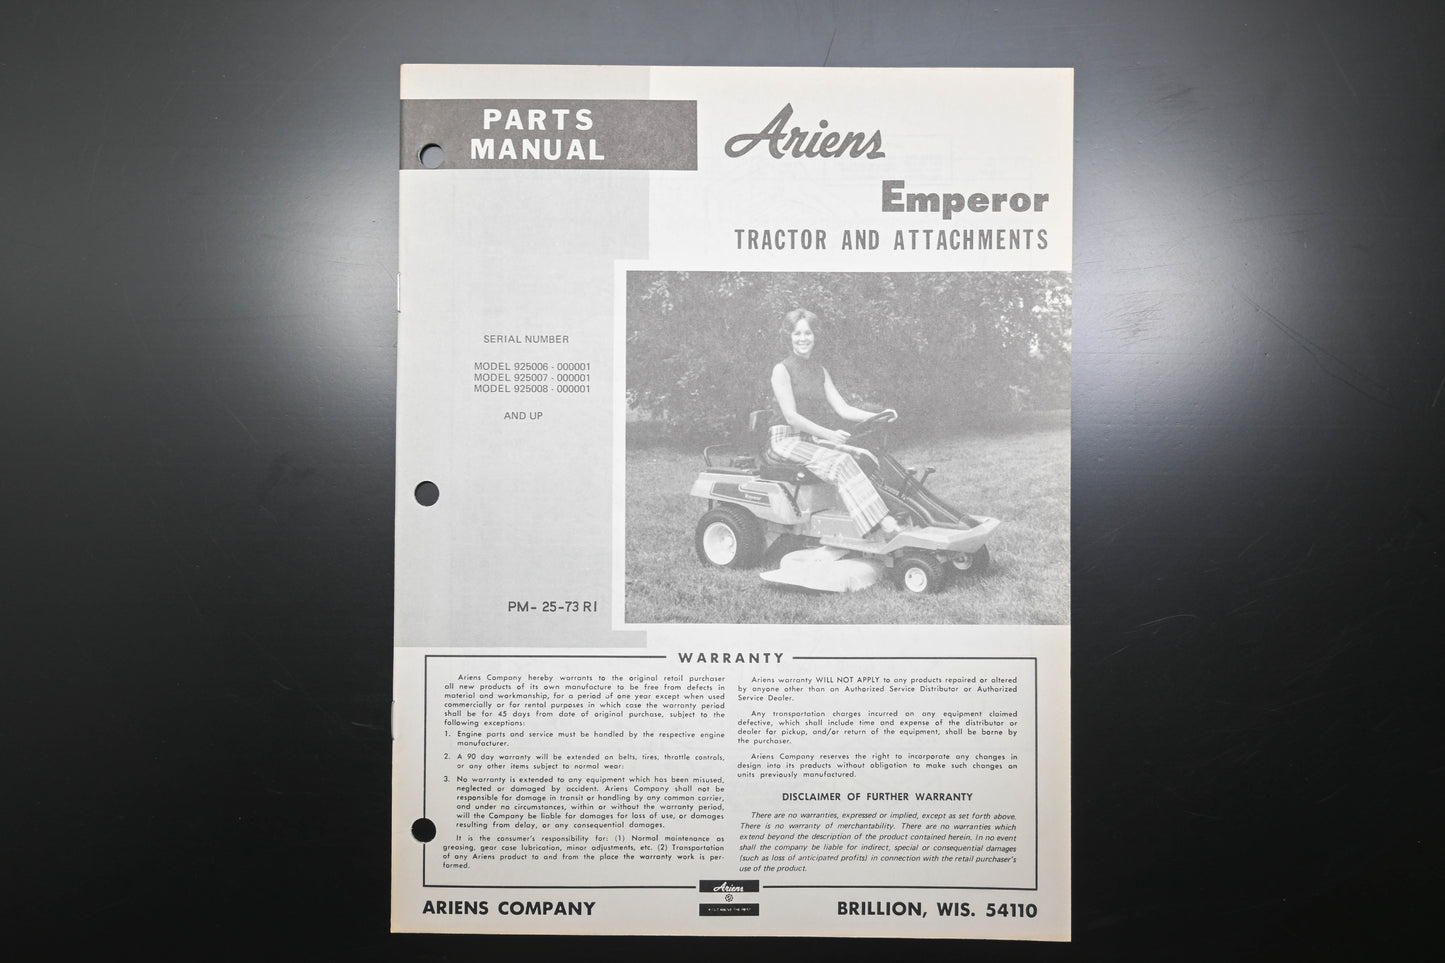 PARTS
MANUAL
Ariens
Emperor
TRACTOR AND ATTACHMENTS
SERIAL NUMBER
MODEL 925006 - 000001
MODEL 925007 - 000001
MODEL 925008 - 000001
AND UP
Emperor
PM- 25-73 RI
WARRANTY
Ariens Company hereby warrants to the original retail purchaser
all new products of its own manufacture to be free from defects in
material and workmanship, for a period of one year except when used
commercially or for rental purposes in which case the warranty period
shall be for 45 days from date of original purchase, subject to the
following exceptions:
1. Engine parts and service must be handled by the respective engine
manufacturer.
2. A 90 day warranty will be extended on belts, tires, throttle controls,
or any other items subject to normal wear:
3. No warranty is extended to any equipment which has been misused,
neglected or damaged by accident. Ariens Company shall not be
responsible for damage in transit or handling by any common carrier,
and under no circumstances, within or without the warranty period,
will the Company be liable for damages for loss of use, or damages
resulting from delay, or any consequential damages.
It is the consumer's responsibility for: (1) Normal maintenance as
greasing, gear case lubrication, minor adjustments, etc. (2) Transportation
of any Ariens product to and from the place the warranty work is per-
formed.
Ariens warranty WILL NOT APPLY to any products repaired or altered
by anyone other than an Authorized Service Distributor or Authorized
Service Dealer.
Any transportation charges incurred on any equipment claimed
defective, which shall include time and expense of the distributor or
dealer for pickup, and/or return of the equipment, shall be borne by
the purchaser.
Ariens Company reserves the right to incorporate any changes in
design into its products without obligation to make such changes on
units previously manufactured.
DISCLAIMER OF FURTHER WARRANTY
There are no warranties, expressed or implied, except as set forth above.
There is no warranty of merchantability. There are no warranties which
extend beyond the description of the product contained herein. In no event
shall the company be liable for indirect, special or consequential damages
(such as loss of anticipated profits) in connection with the retail purchaser's
use of the product.
Ariens
ARIENS COMPANY
BRILLION, WIS. 54110